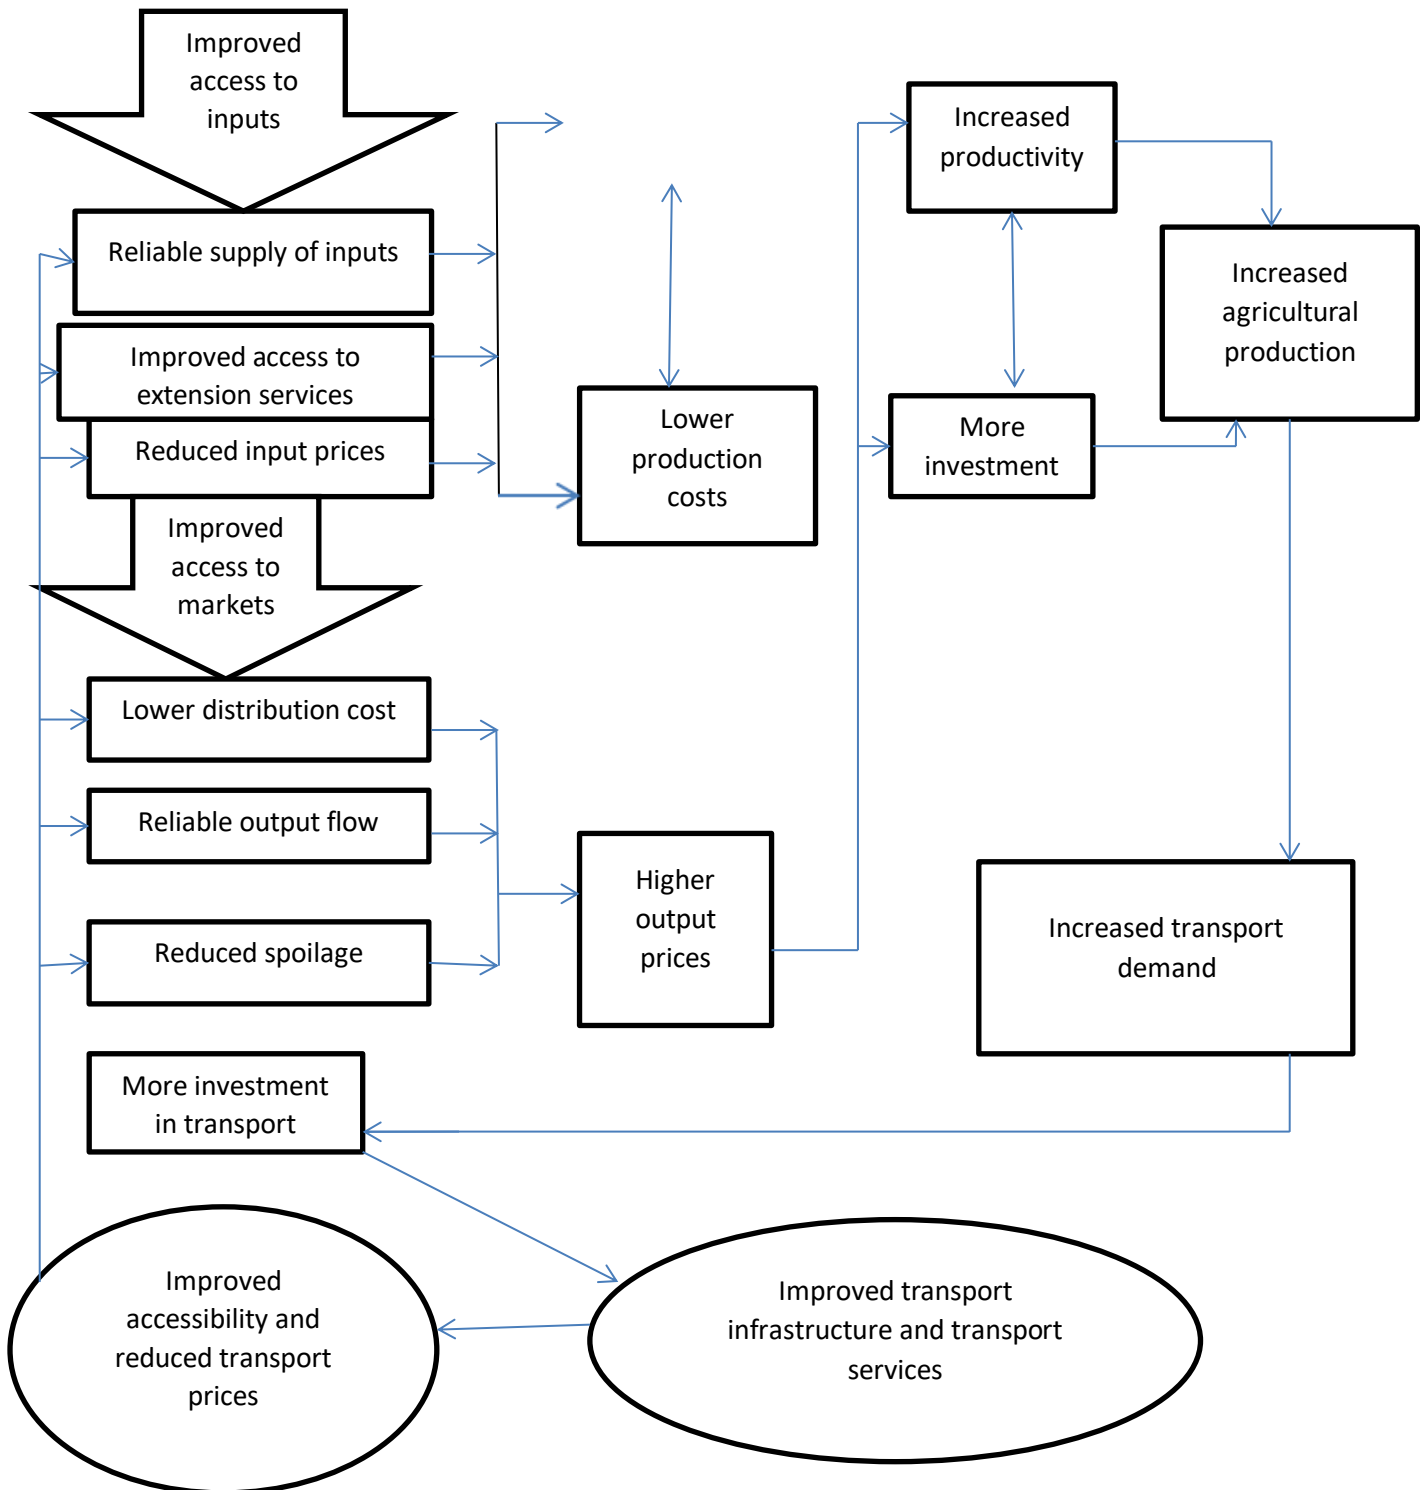 Improved
access to
inputs
Reliable supply of inputs
Improved access to
extension services
Reduced input prices
Improved
access to
markets
Lower distribution cost
Reliable output flow
Reduced spoilage
More investment
in transport
Improved
accessibility and
reduced transport
prices
Lower
production
costs
Higher
output
prices
Increased
productivity
More
investment
Increased
agricultural
production
Increased transport
demand
Improved transport
infrastructure and transport
services